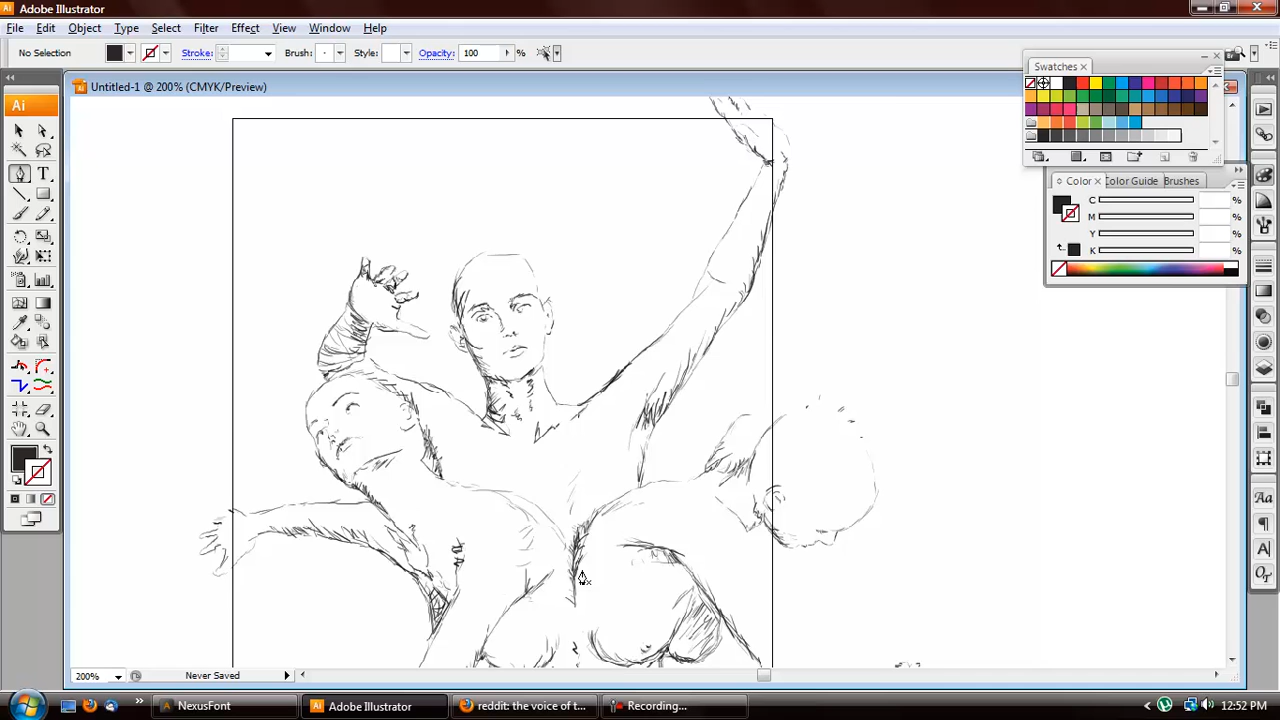 Ai Adobe Illustrator
File Edit Object Type Select Filter Effect View Window Help
No Selection Stroke: Brush: Style: Opacity: 100 %
Untitled-1 @ 200% (CMYK/Preview)
Swatches
Ai
Color Color Guide Brushes
C %
M %
Y %
K %
200% Never Saved
NexusFont Adobe Illustrator reddit: the voice of t... Recording... 12:52 PM